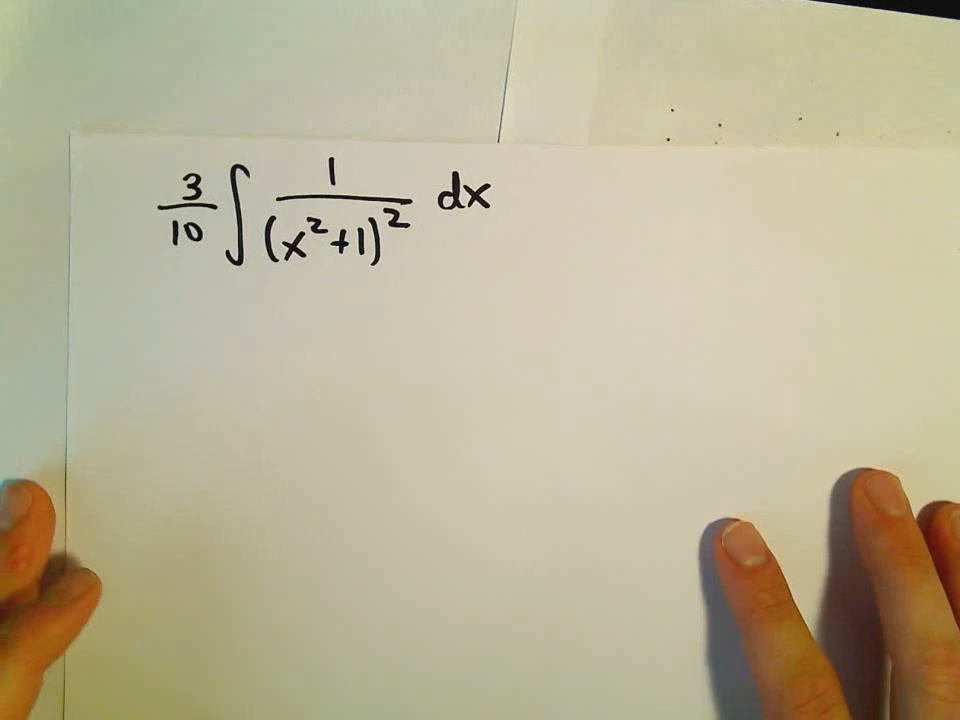 3/10 ∫ 1/(x²+1)² dx